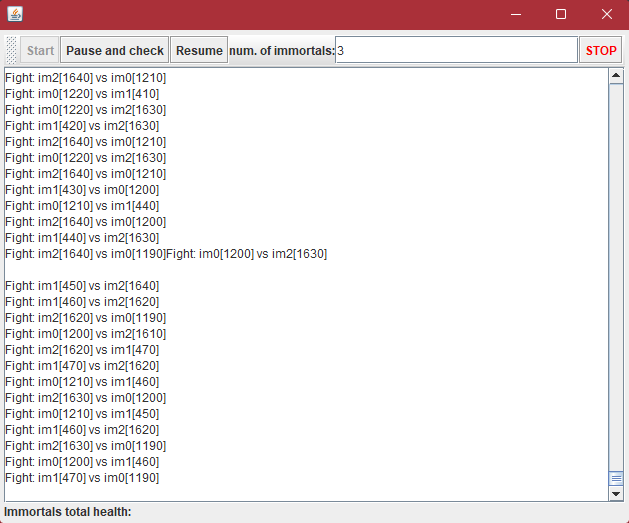 Start Pause and check Resume num. of immortals: 3 STOP
Fight: im2[1640] vs im0[1210]
Fight: im0[1220] vs im1[410]
Fight: im0[1220] vs im2[1630]
Fight: im1[420] vs im2[1630]
Fight: im2[1640] vs im0[1210]
Fight: im0[1220] vs im2[1630]
Fight: im2[1640] vs im0[1210]
Fight: im1[430] vs im0[1200]
Fight: im0[1210] vs im1[440]
Fight: im2[1640] vs im0[1200]
Fight: im1[440] vs im2[1630]
Fight: im2[1640] vs im0[1190]Fight: im0[1200] vs im2[1630]
Fight: im1[450] vs im2[1640]
Fight: im1[460] vs im2[1620]
Fight: im2[1620] vs im0[1190]
Fight: im0[1200] vs im2[1610]
Fight: im2[1620] vs im1[470]
Fight: im1[470] vs im2[1620]
Fight: im0[1210] vs im1[460]
Fight: im2[1630] vs im0[1200]
Fight: im0[1210] vs im1[450]
Fight: im1[460] vs im2[1620]
Fight: im2[1630] vs im0[1190]
Fight: im0[1200] vs im1[460]
Fight: im1[470] vs im0[1190]
Immortals total health: